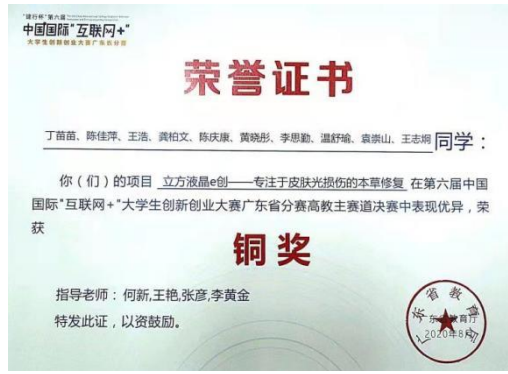 "建行杯"第六届
中国国际"互联网+"
大学生创新创业大赛广东省分赛
荣誉证书
丁苗苗、陈佳萍、王浩、龚柏文、陈庆康、黄晓彤、李思勤、温舒瑜、袁崇山、王志炯 同学：
你（们）的项目 立方液晶e创——专注于皮肤光损伤的本草修复 在第六届中国
国际"互联网+"大学生创新创业大赛广东省分赛高教主赛道决赛中表现优异，荣
获
铜奖
指导老师：何新,王艳,张彦,李黄金
特发此证，以资鼓励。
广东省教育厅
2020年8月